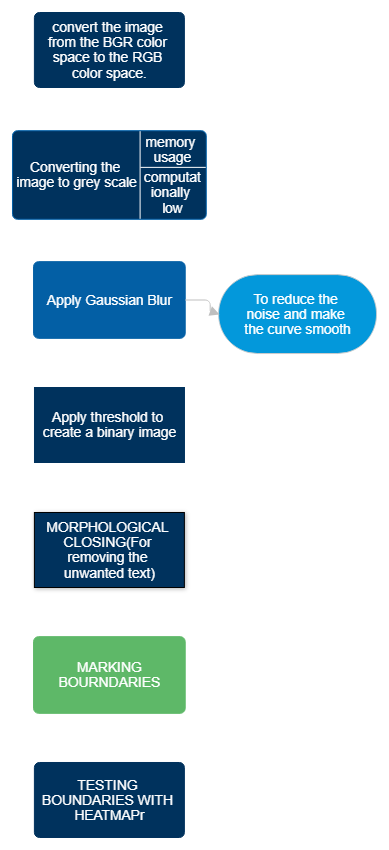 convert the image
from the BGR color
space to the RGB
color space.
Converting the
image to grey scale
memory
usage
computat
ionally
low
Apply Gaussian Blur
To reduce the
noise and make
the curve smooth
Apply threshold to
create a binary image
MORPHOLOGICAL
CLOSING(For
removing the
unwanted text)
MARKING
BOURNDARIES
TESTING
BOUNDARIES WITH
HEATMAPr